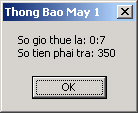 Thong Bao May 1
So gio thue la: 0:7
So tien phai tra: 350
OK